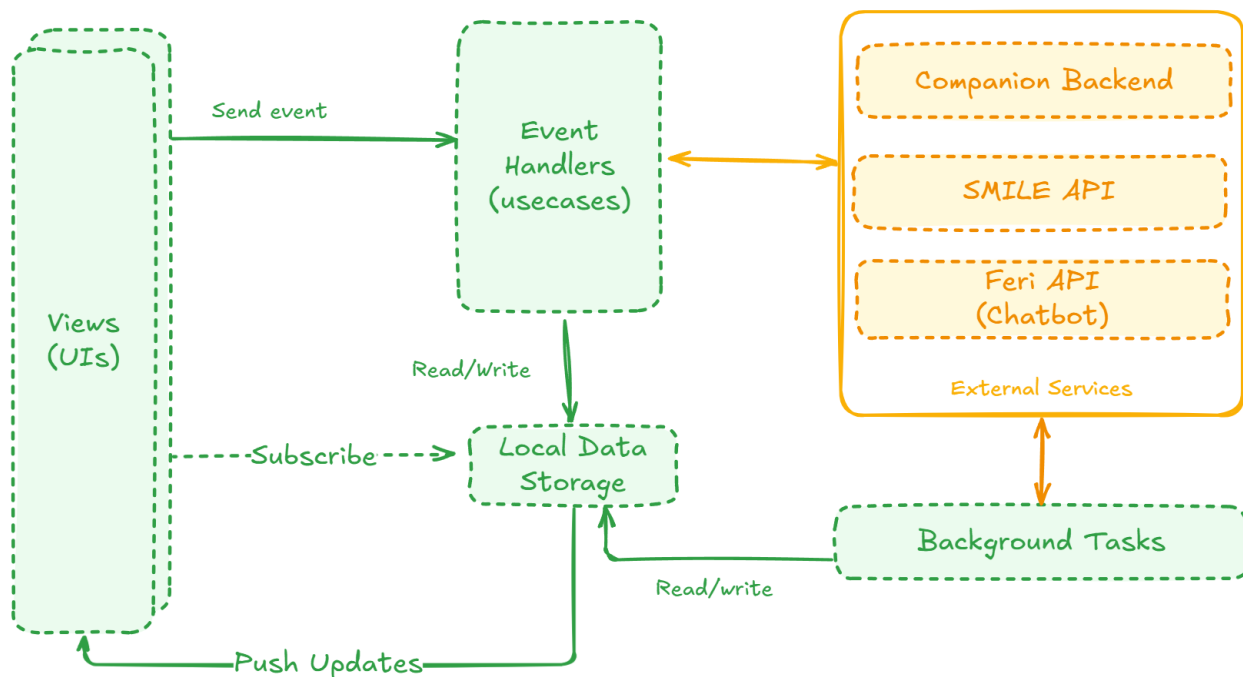 Send event
Event
Handlers
(usecases)
Companion Backend
SMILE API
Feri API
(Chatbot)
External Services
Views
(UIs)
Read/Write
Subscribe
Local Data
Storage
Background Tasks
Read/write
Push Updates